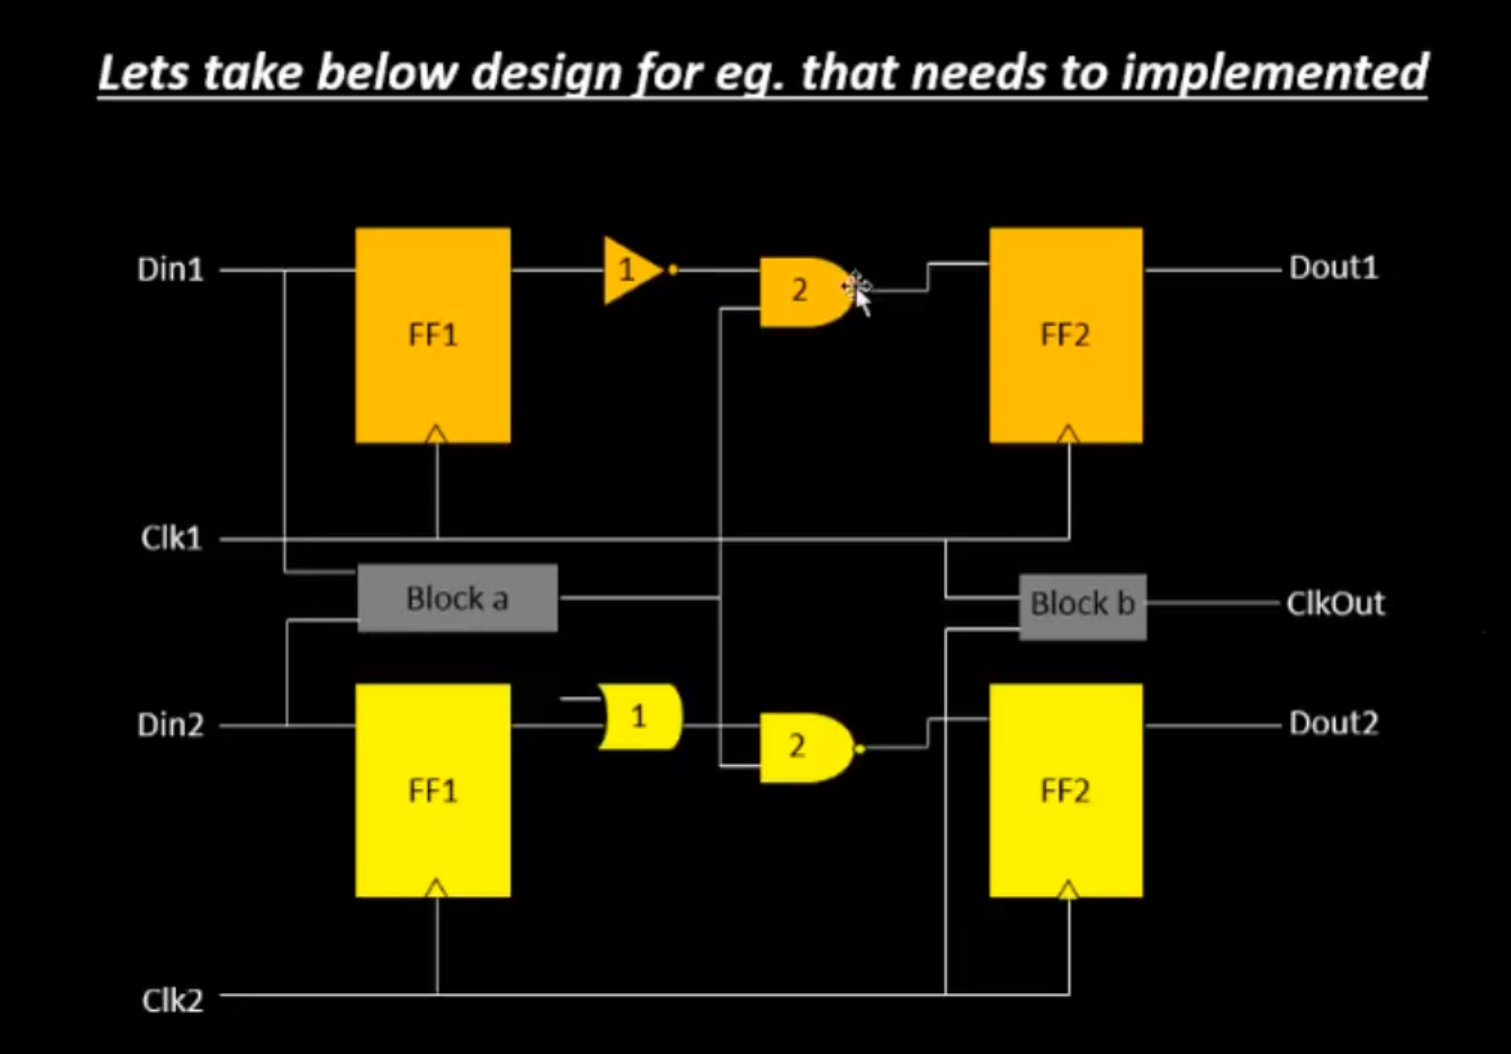 Lets take below design for eg. that needs to implemented
Din1
FF1
1
2
FF2
Dout1
Clk1
Block a
Block b
ClkOut
Din2
FF1
1
2
FF2
Dout2
Clk2